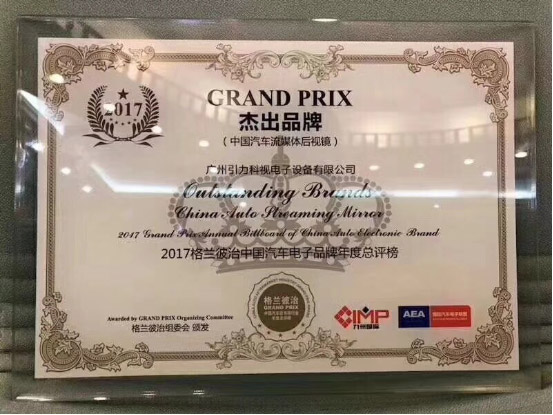 2017
GRAND PRIX
杰出品牌
(中国汽车流媒体后视镜)
广州引力科视电子设备有限公司
Outstanding Brands
China Auto Streaming Mirror
2017 Grand Prix Annual Billboard of China Auto Electronic Brand
2017格兰彼治中国汽车电子品牌年度总评榜
Awarded by GRAND PRIX Organizing Committee
格兰彼治组委会 颁发
格兰彼治
GRAND PRIX
CIMP
九州国际
AEA